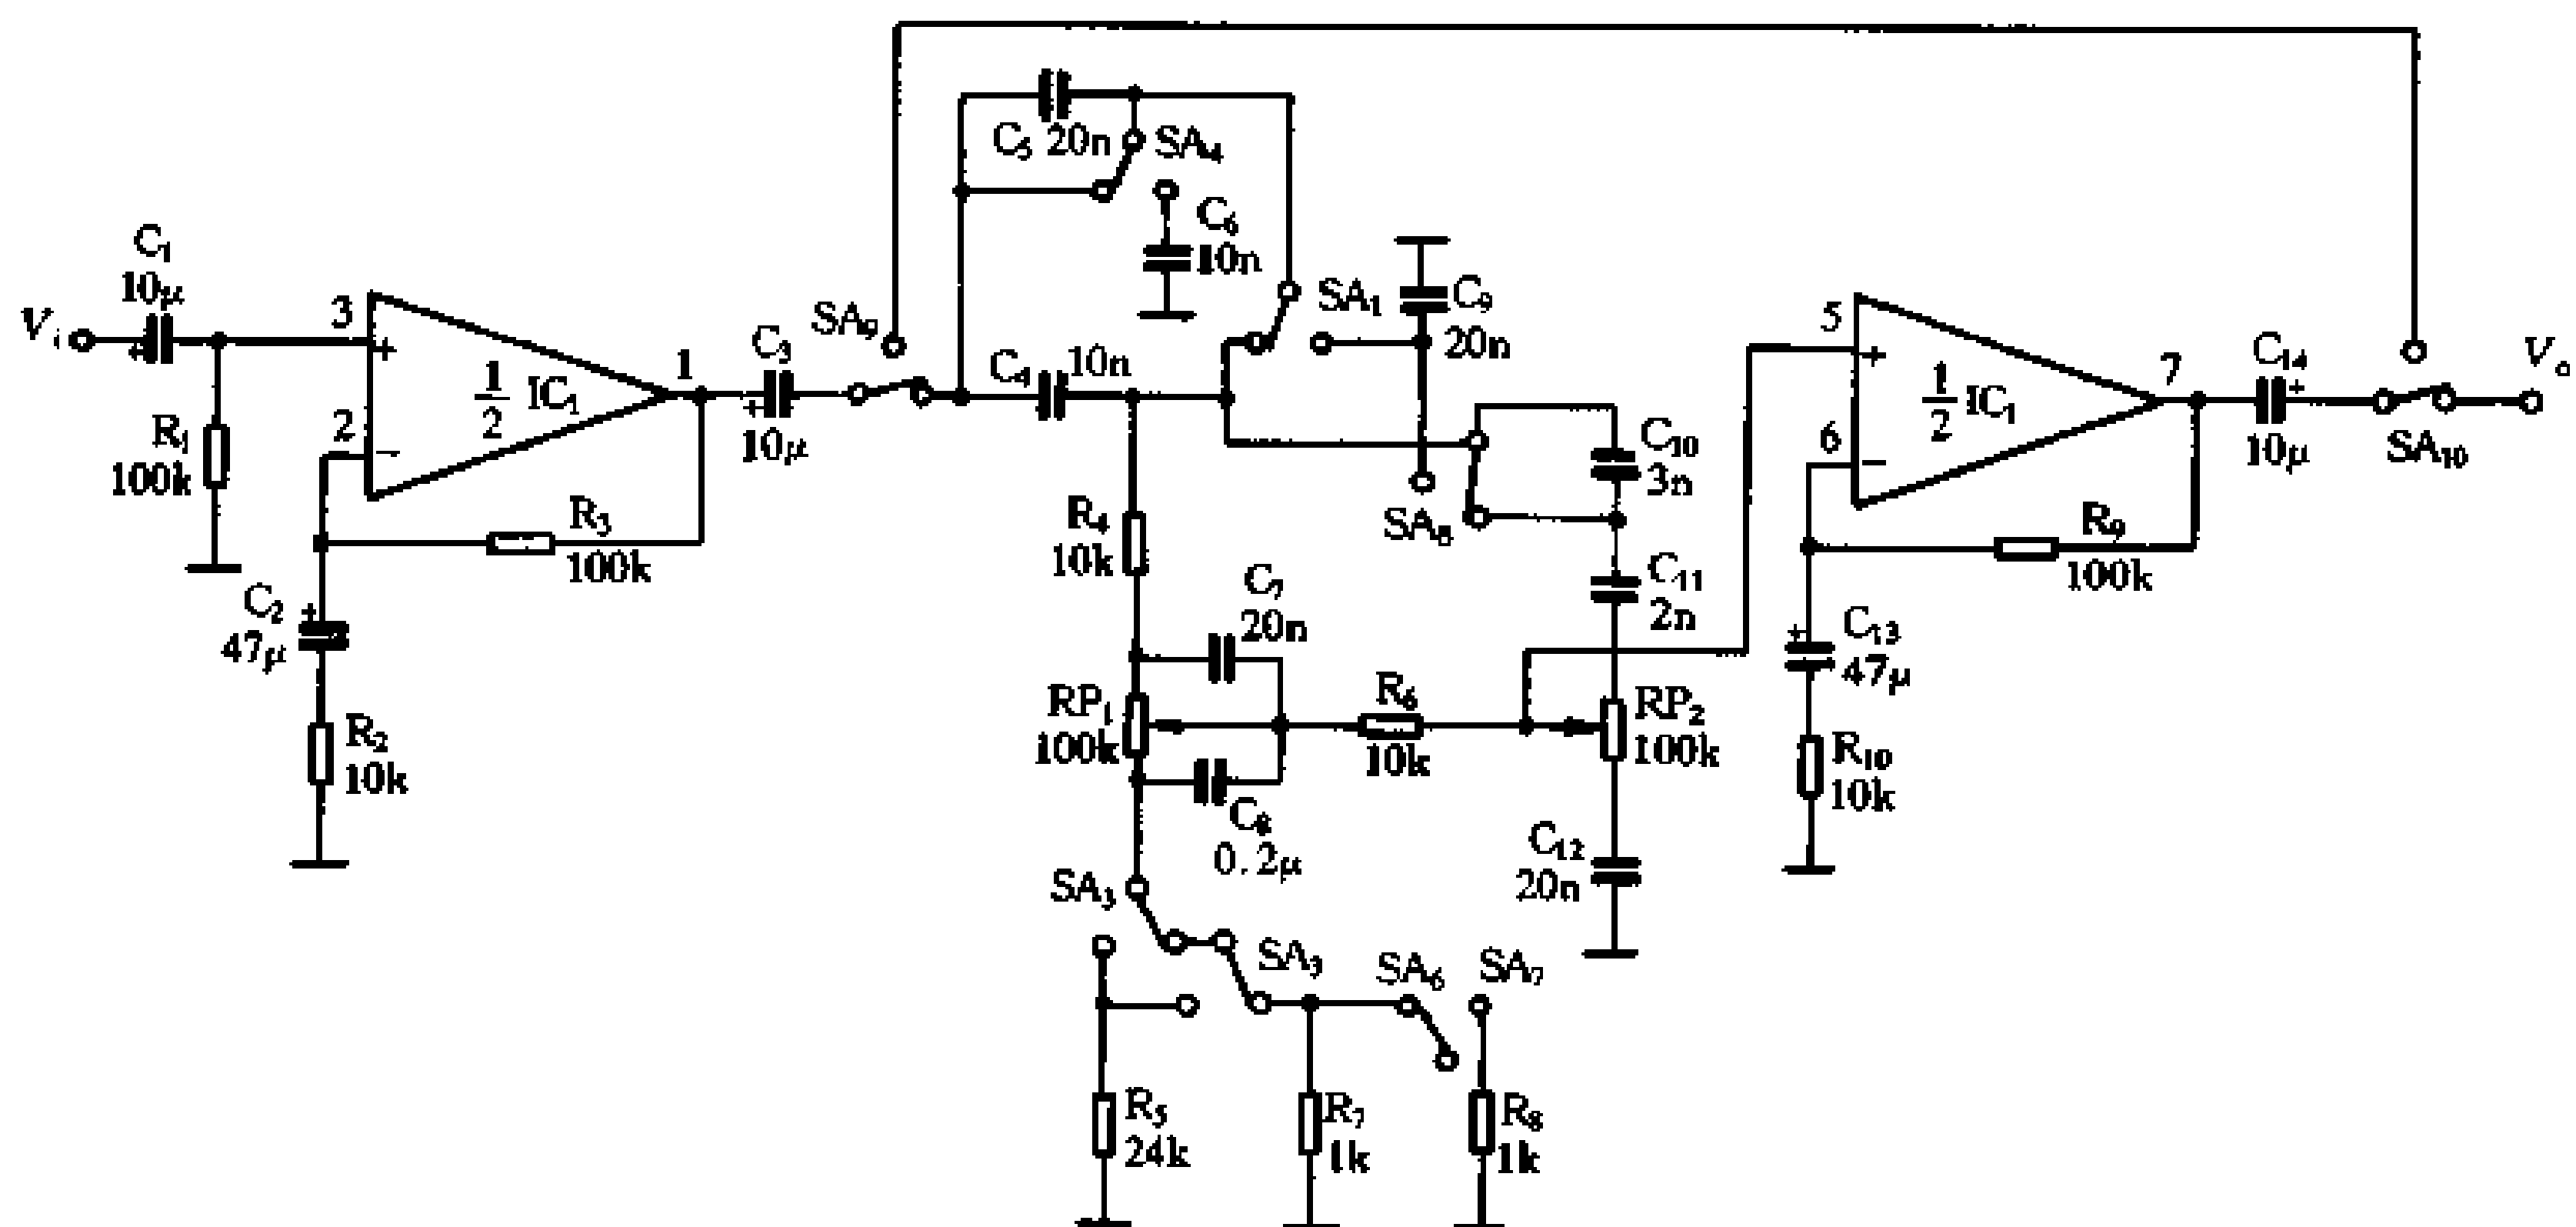 C₅ 20n
SA₄
C₆
10n
C₁
10μ
Vᵢ
3
+
2
−
1/2 IC₁
1
R₁
100k
R₃
100k
C₂
+
47μ
R₂
10k
C₃
+
10μ
SA₉
C₄
10n
SA₁
C₉
20n
R₄
10k
C₁₀
3n
C₁₁
2n
C₇
20n
RP₁
100k
R₆
10k
RP₂
100k
C₈
0.2μ
C₁₂
20n
SA₃
SA₆
SA₇
R₅
24k
R₇
1k
R₈
1k
5
+
6
−
1/2 IC₁
7
C₁₄
+
10μ
SA₁₀
Vₒ
R₉
100k
C₁₃
+
47μ
R₁₀
10k